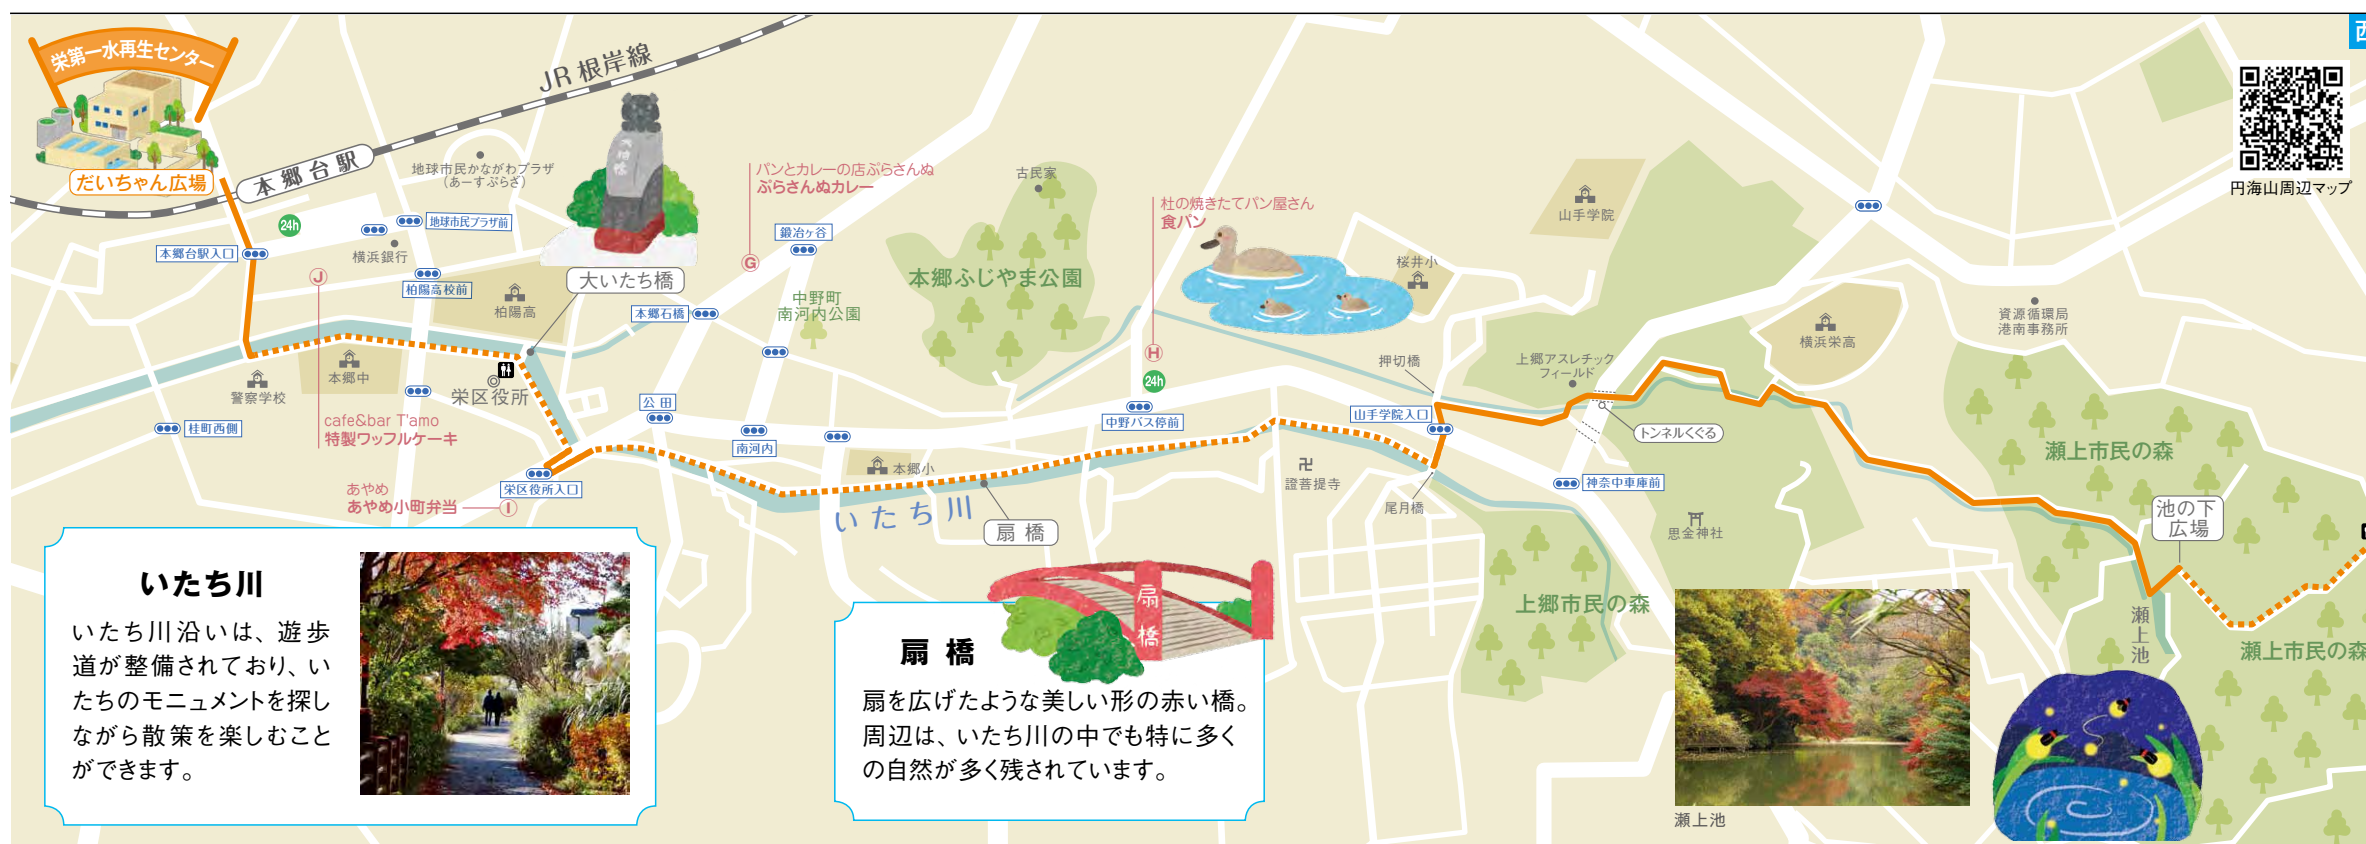 西
栄第一水再生センター
だいちゃん広場
JR根岸線
本郷台駅
地球市民かながわプラザ
(あーすぷらざ)
24h
地球市民プラザ前
本郷台駅入口
横浜銀行
柏陽高校前
柏陽高
J
大いたち橋
本郷石橋
パンとカレーの店ぷらさんぬ
ぷらさんぬカレー
G
鍛冶ヶ谷
中野町
南河内公園
古民家
本郷ふじやま公園
杜の焼きたてパン屋さん
食パン
H
24h
中野バス停前
桜井小
山手学院
円海山周辺マップ
資源循環局
港南事務所
横浜栄高
上郷アスレチック
フィールド
押切橋
山手学院入口
トンネルくぐる
神奈中車庫前
思金神社
證菩提寺
尾月橋
警察学校
本郷中
栄区役所
桂町西側
cafe&bar T'amo
特製ワッフルケーキ
あやめ
あやめ小町弁当
I
栄区役所入口
公田
南河内
本郷小
いたち川
扇橋
上郷市民の森
瀬上市民の森
池の下
広場
瀬上池
瀬上市民の森
いたち川
いたち川沿いは、遊歩
道が整備されており、い
たちのモニュメントを探し
ながら散策を楽しむこと
ができます。
扇橋
扇橋
扇を広げたような美しい形の赤い橋。
周辺は、いたち川の中でも特に多く
の自然が多く残されています。
瀬上池